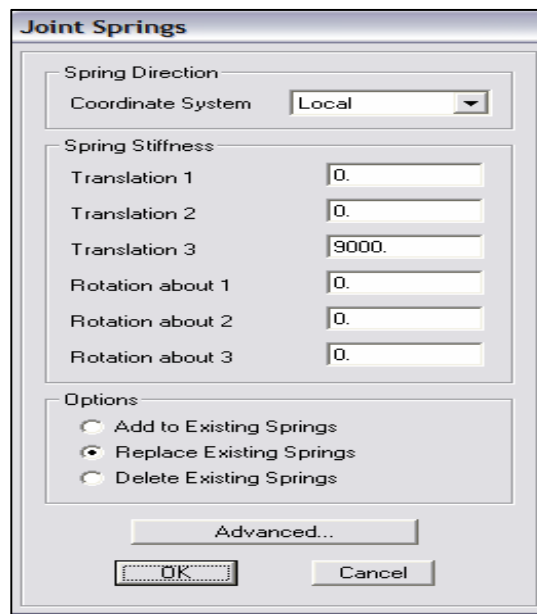 Joint Springs
Spring Direction
Coordinate System Local
Spring Stiffness
Translation 1 0.
Translation 2 0.
Translation 3 9000.
Rotation about 1 0.
Rotation about 2 0.
Rotation about 3 0.
Options
Add to Existing Springs
Replace Existing Springs
Delete Existing Springs
Advanced...
OK Cancel